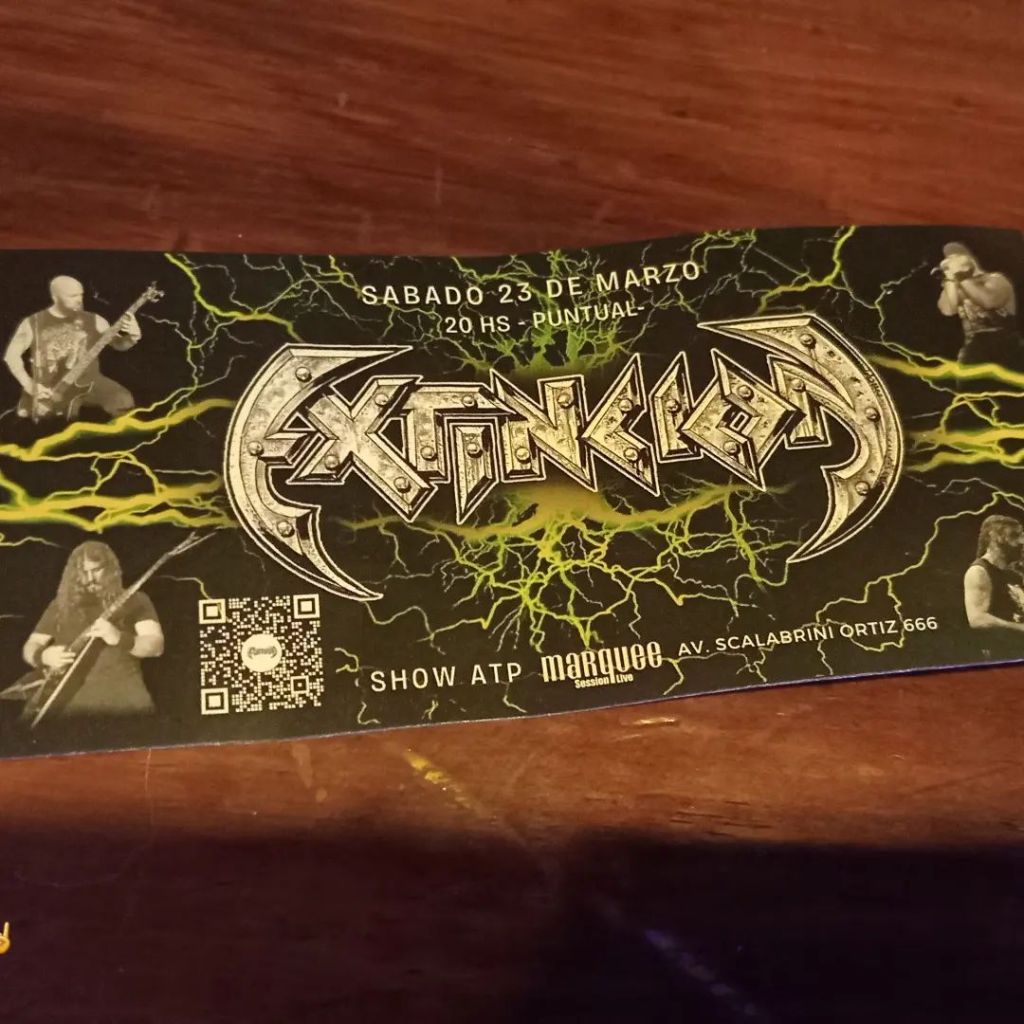 SABADO 23 DE MARZO
20 HS - PUNTUAL-
EXTINCION
SHOW ATP marquee Session Live AV. SCALABRINI ORTIZ 666